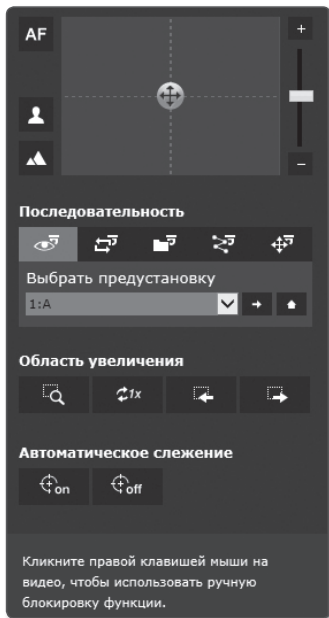 AF
+
−
Последовательность
Выбрать предустановку
1:A
Область увеличения
1x
Автоматическое слежение
on off
Кликните правой клавишей мыши на
видео, чтобы использовать ручную
блокировку функции.